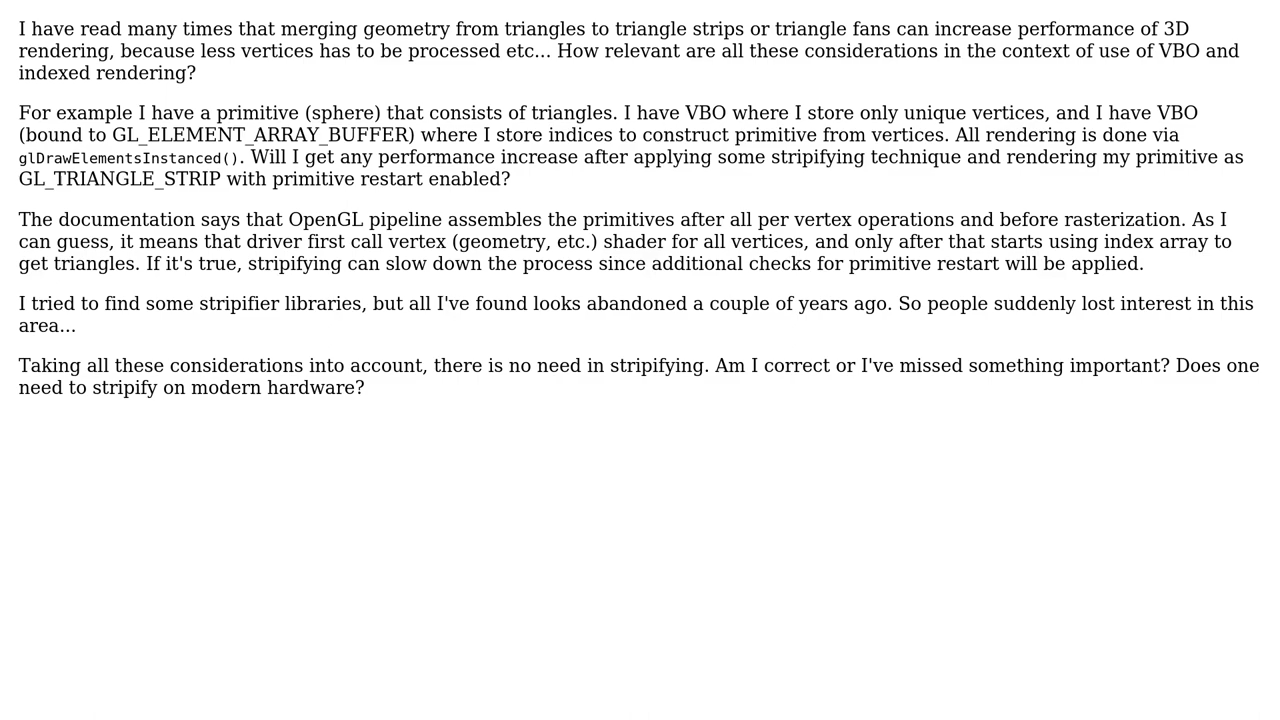 I have read many times that merging geometry from triangles to triangle strips or triangle fans can increase performance of 3D
rendering, because less vertices has to be processed etc... How relevant are all these considerations in the context of use of VBO and
indexed rendering?
For example I have a primitive (sphere) that consists of triangles. I have VBO where I store only unique vertices, and I have VBO
(bound to GL_ELEMENT_ARRAY_BUFFER) where I store indices to construct primitive from vertices. All rendering is done via
glDrawElementsInstanced(). Will I get any performance increase after applying some stripifying technique and rendering my primitive as
GL_TRIANGLE_STRIP with primitive restart enabled?
The documentation says that OpenGL pipeline assembles the primitives after all per vertex operations and before rasterization. As I
can guess, it means that driver first call vertex (geometry, etc.) shader for all vertices, and only after that starts using index array to
get triangles. If it's true, stripifying can slow down the process since additional checks for primitive restart will be applied.
I tried to find some stripifier libraries, but all I've found looks abandoned a couple of years ago. So people suddenly lost interest in this
area...
Taking all these considerations into account, there is no need in stripifying. Am I correct or I've missed something important? Does one
need to stripify on modern hardware?